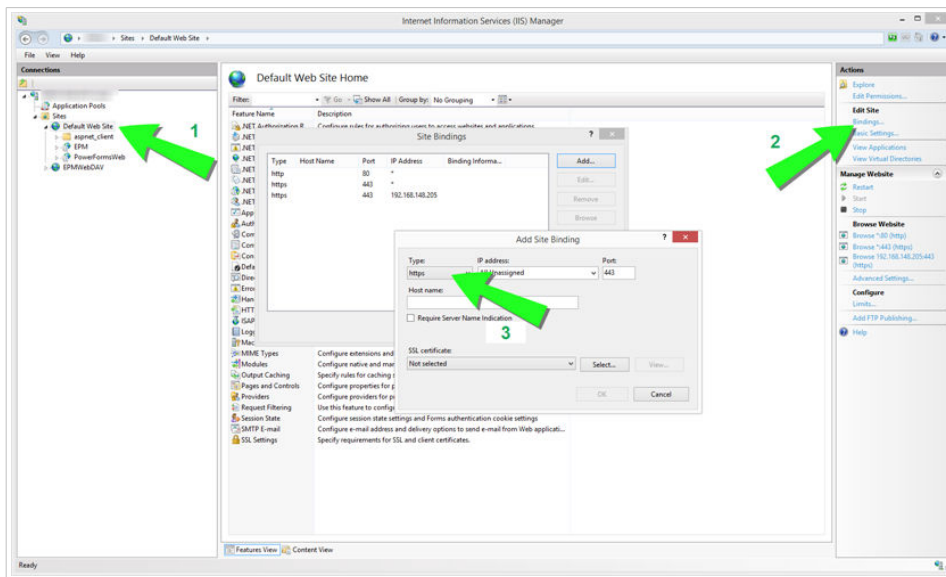 Internet Information Services (IIS) Manager
Sites
Default Web Site
File View Help
Connections
Application Pools
Sites
Default Web Site
aspnet_client
EPM
PowerFormsWeb
EPMWebDAV
1
Default Web Site Home
Filter: Go Show All Group by: No Grouping
Feature Name Description
.NET Authorization R... Configure rules for authorizing users to access websites and applications
.NET
.NET
.NET
.NET
.NET
.NET
MIME Types Configure extensions and
Modules Configure native and mar
Output Caching Specify rules for caching
Pages and Controls Configure properties for p
Providers Configure providers for p
Request Filtering Use this feature to config
Session State Configure session state settings and Forms authentication cookie settings
SMTP E-mail Configure e-mail address and delivery options to send e-mail from Web applicati...
SSL Settings Specify requirements for SSL and client certificates.
Site Bindings
Type Host Name Port IP Address Binding Informa...
http 80 *
https 443 *
https 443 192.168.148.205
Add...
Edit...
Remove
Browse
Add Site Binding
Type: IP address: Port:
https All Unassigned 443
Host name:
Require Server Name Indication
3
SSL certificate:
Not selected Select... View...
OK Cancel
Features View Content View
Ready
Actions
Explore
Edit Permissions...
Edit Site
Bindings...
Basic Settings...
2
View Applications
View Virtual Directories
Manage Website
Restart
Start
Stop
Browse Website
Browse *:80 (http)
Browse *:443 (https)
Browse 192.168.148.205:443
(https)
Advanced Settings...
Configure
Limits...
Add FTP Publishing...
Help